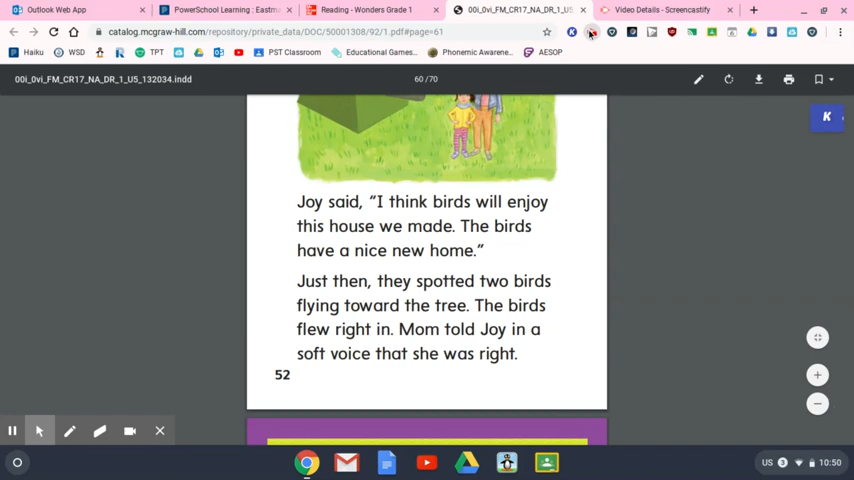 Outlook Web App
PowerSchool Learning : Eastm
Reading - Wonders Grade 1
00i_0vi_FM_CR17_NA_DR_1_U5
Video Details - Screencastify
catalog.mcgraw-hill.com/repository/private_data/DOC/50001308/92/1.pdf#page=61
Haiku
WSD
TPT
PST Classroom
Educational Games...
Phonemic Awarene...
AESOP
00i_0vi_FM_CR17_NA_DR_1_U5_132034.indd
60/70
K
Joy said, “I think birds will enjoy
this house we made. The birds
have a nice new home.”
Just then, they spotted two birds
flying toward the tree. The birds
flew right in. Mom told Joy in a
soft voice that she was right.
52
US
3
10:50